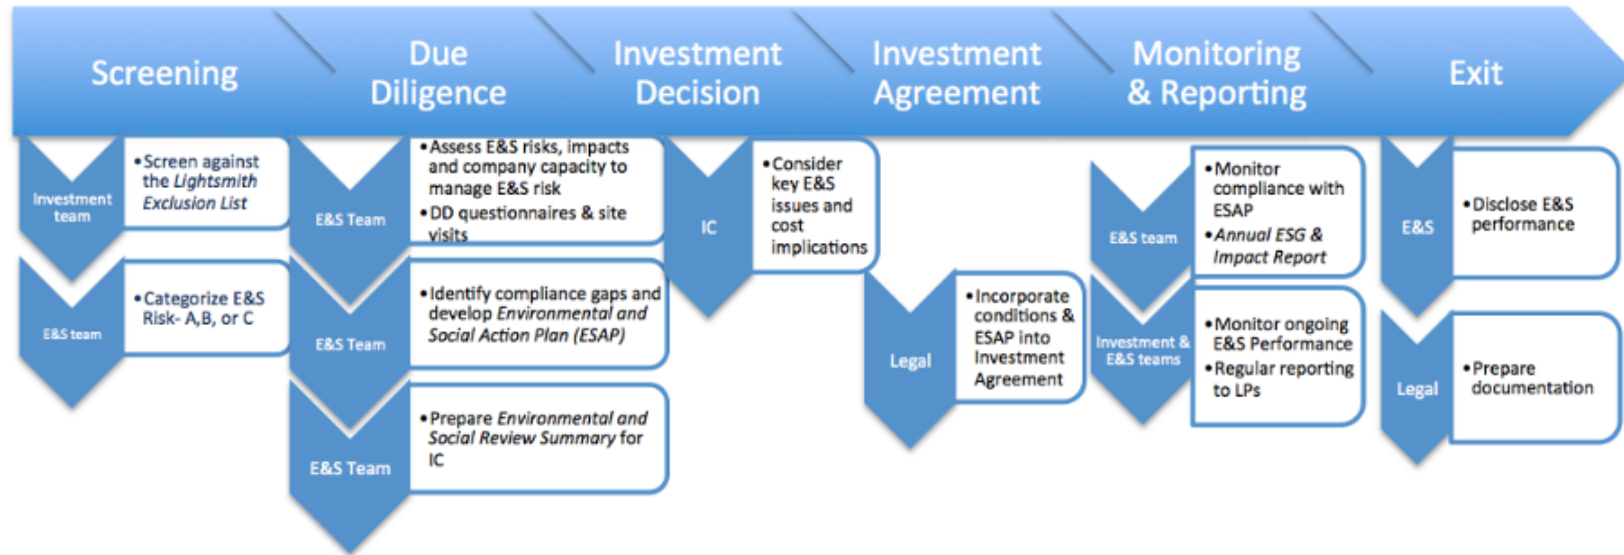 Screening
Due
Diligence
Investment
Decision
Investment
Agreement
Monitoring
& Reporting
Exit
Investment
team
•Screen against
the Lightsmith
Exclusion List
E&S team
•Categorize E&S
Risk- A,B, or C
E&S Team
•Assess E&S risks, impacts
and company capacity to
manage E&S risk
•DD questionnaires & site
visits
E&S Team
•Identify compliance gaps and
develop Environmental and
Social Action Plan (ESAP)
E&S Team
•Prepare Environmental and
Social Review Summary for
IC
IC
•Consider
key E&S
issues and
cost
implications
Legal
•Incorporate
conditions &
ESAP into
Investment
Agreement
E&S team
•Monitor
compliance with
ESAP
•Annual ESG &
Impact Report
Investment &
E&S teams
•Monitor ongoing
E&S Performance
•Regular reporting
to LPs
E&S
•Disclose E&S
performance
Legal
•Prepare
documentation